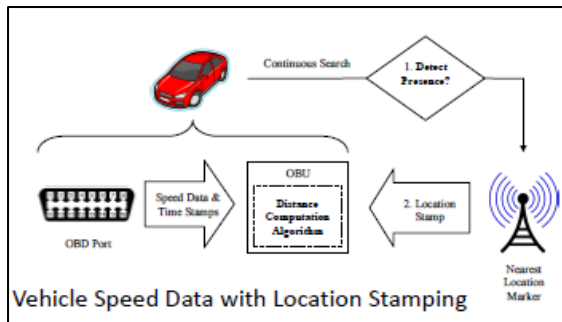 Continuous Search
1. Detect
Presence?
OBU
Speed Data &
Time Stamps
Distance
Computation
Algorithm
2. Location
Stamp
OBD Port
Nearest
Location
Marker
Vehicle Speed Data with Location Stamping